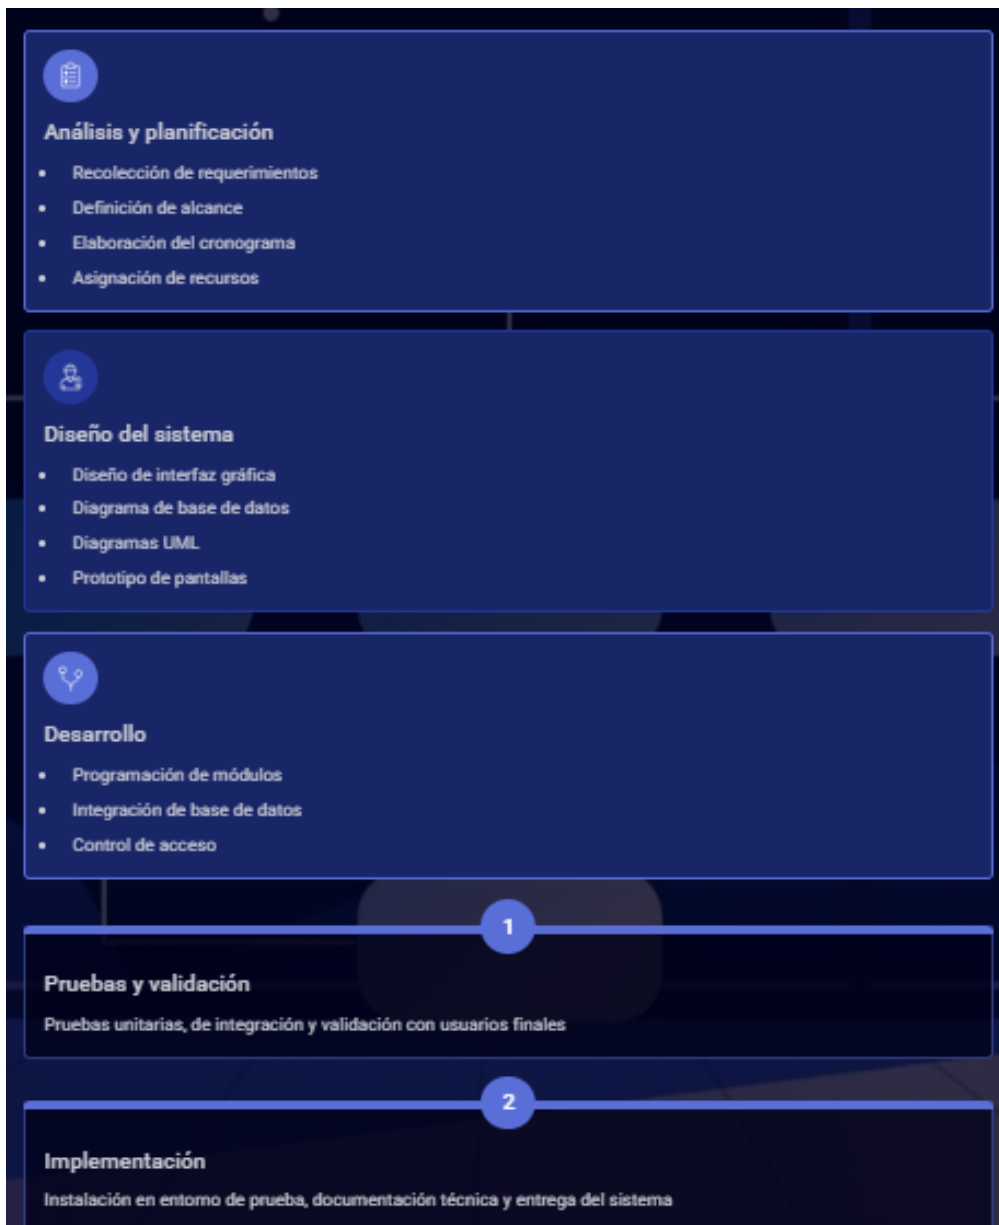 Análisis y planificación
• Recolección de requerimientos
• Definición de alcance
• Elaboración del cronograma
• Asignación de recursos
Diseño del sistema
• Diseño de interfaz gráfica
• Diagrama de base de datos
• Diagramas UML
• Prototipo de pantallas
Desarrollo
• Programación de módulos
• Integración de base de datos
• Control de acceso
1
Pruebas y validación
Pruebas unitarias, de integración y validación con usuarios finales
2
Implementación
Instalación en entorno de prueba, documentación técnica y entrega del sistema